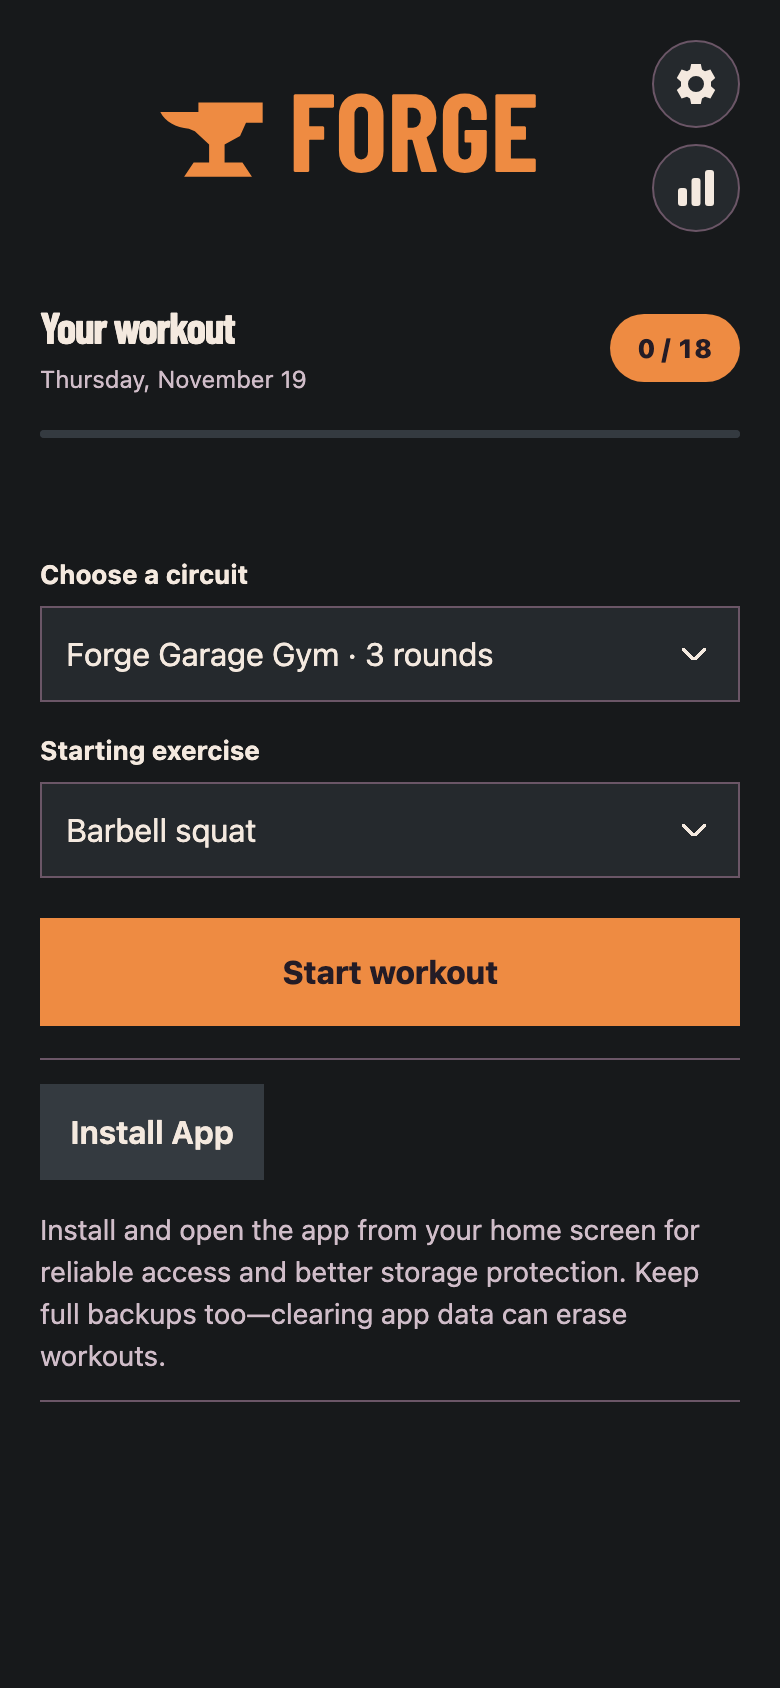 FORGE
Your workout
Thursday, November 19
0 / 18
Choose a circuit
Forge Garage Gym · 3 rounds
Starting exercise
Barbell squat
Start workout
Install App
Install and open the app from your home screen for
reliable access and better storage protection. Keep
full backups too—clearing app data can erase
workouts.